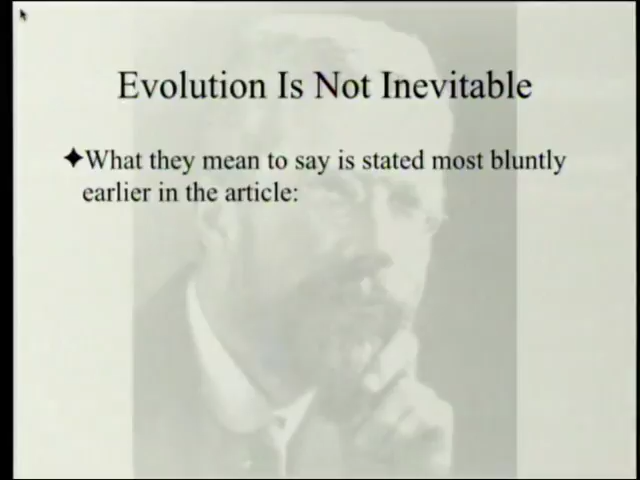 Evolution Is Not Inevitable
✦What they mean to say is stated most bluntly
earlier in the article: